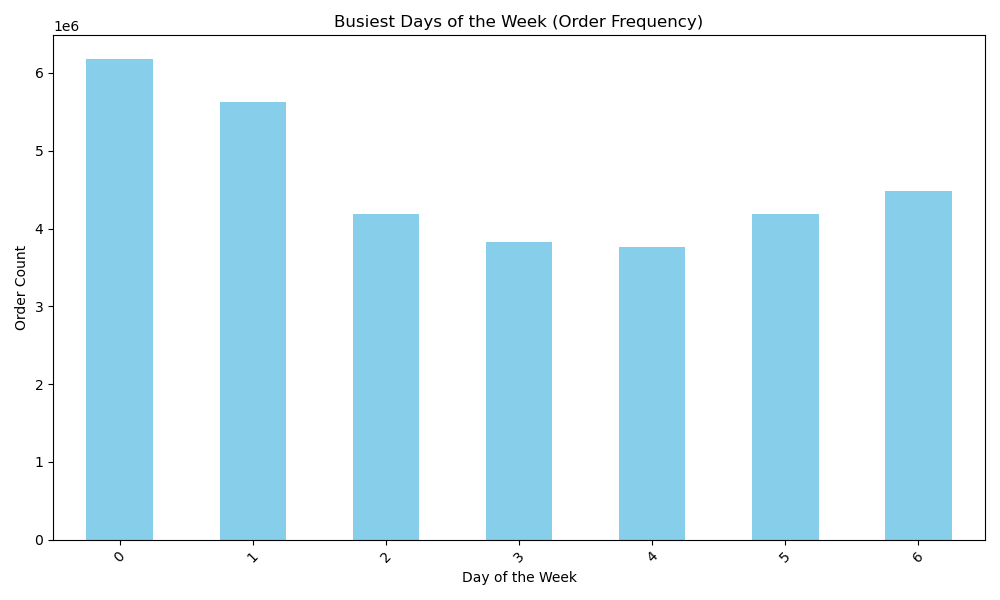 Busiest Days of the Week (Order Frequency)
1e6
6
5
4
3
2
1
0
Order Count
0 1 2 3 4 5 6
Day of the Week